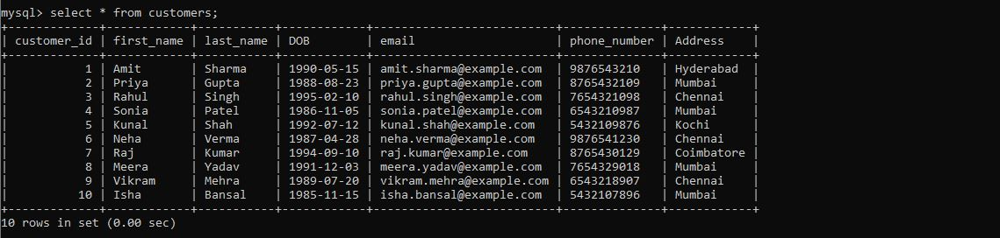 mysql> select * from customers;
+-------------+------------+-----------+------------+--------------------------+--------------+------------+
| customer_id | first_name | last_name | DOB        | email                    | phone_number | Address    |
+-------------+------------+-----------+------------+--------------------------+--------------+------------+
|           1 | Amit       | Sharma    | 1990-05-15 | amit.sharma@example.com  | 9876543210   | Hyderabad  |
|           2 | Priya      | Gupta     | 1988-08-23 | priya.gupta@example.com  | 8765432109   | Mumbai     |
|           3 | Rahul      | Singh     | 1995-02-10 | rahul.singh@example.com  | 7654321098   | Chennai    |
|           4 | Sonia      | Patel     | 1986-11-05 | sonia.patel@example.com  | 6543210987   | Mumbai     |
|           5 | Kunal      | Shah      | 1992-07-12 | kunal.shah@example.com   | 5432109876   | Kochi      |
|           6 | Neha       | Verma     | 1987-04-28 | neha.verma@example.com   | 9876541230   | Chennai    |
|           7 | Raj        | Kumar     | 1994-09-10 | raj.kumar@example.com    | 8765430129   | Coimbatore |
|           8 | Meera      | Yadav     | 1991-12-03 | meera.yadav@example.com  | 7654329018   | Mumbai     |
|           9 | Vikram     | Mehra     | 1989-07-20 | vikram.mehra@example.com | 6543218907   | Chennai    |
|          10 | Isha       | Bansal    | 1985-11-15 | isha.bansal@example.com  | 5432107896   | Mumbai     |
+-------------+------------+-----------+------------+--------------------------+--------------+------------+
10 rows in set (0.00 sec)